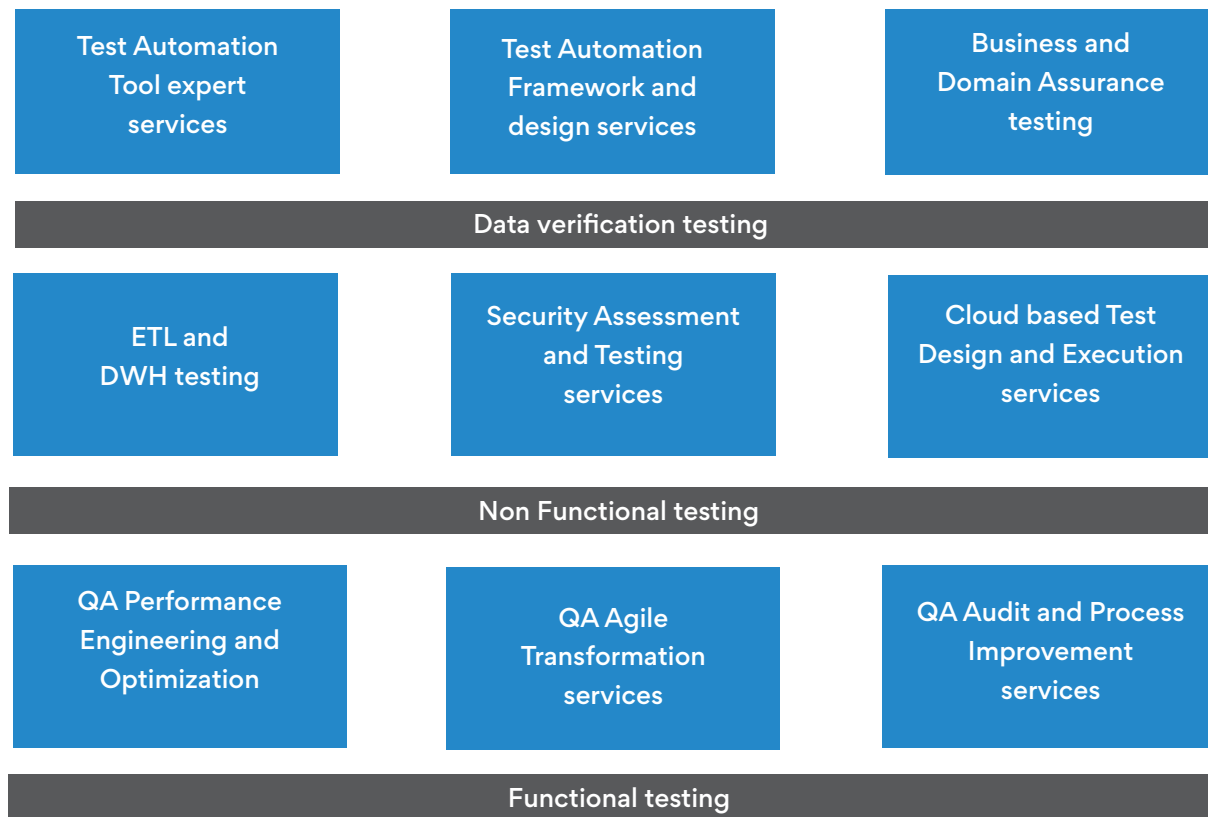 Test Automation
Tool expert
services
Test Automation
Framework and
design services
Business and
Domain Assurance
testing
Data verification testing
ETL and
DWH testing
Security Assessment
and Testing
services
Cloud based Test
Design and Execution
services
Non Functional testing
QA Performance
Engineering and
Optimization
QA Agile
Transformation
services
QA Audit and Process
Improvement
services
Functional testing